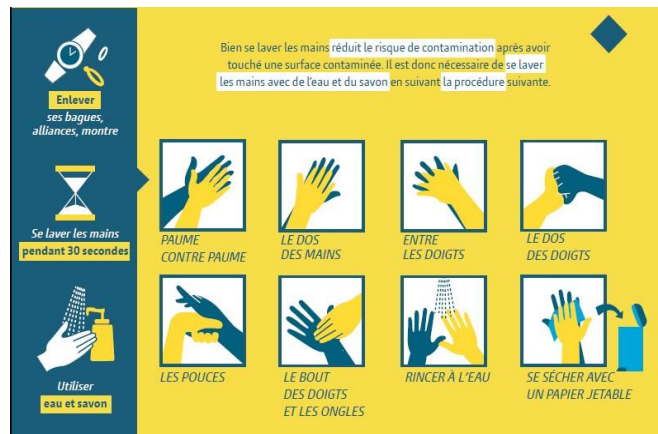 Bien se laver les mains réduit le risque de contamination après avoir
touché une surface contaminée. Il est donc nécessaire de se laver
les mains avec de l'eau et du savon en suivant la procédure suivante.
Enlever
ses bagues,
alliances, montre
Se laver les mains
pendant 30 secondes
Utiliser
eau et savon
PAUME
CONTRE PAUME
LE DOS
DES MAINS
ENTRE
LES DOIGTS
LE DOS
DES DOIGTS
LES POUCES
LE BOUT
DES DOIGTS
ET LES ONGLES
RINCER À L'EAU
SE SÉCHER AVEC
UN PAPIER JETABLE